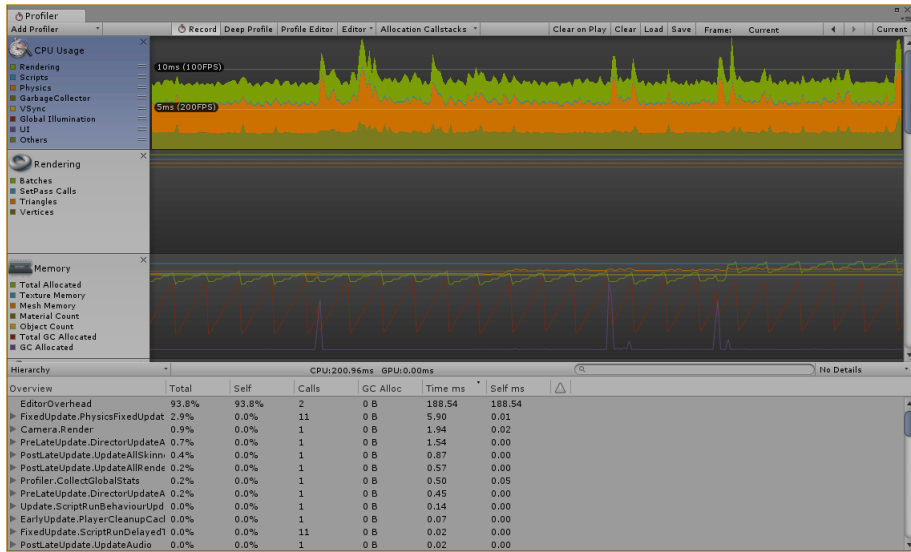 Profiler
Add Profiler Record Deep Profile Profile Editor Editor Allocation Callstacks Clear on Play Clear Load Save Frame: Current Current
CPU Usage
Rendering
Scripts
Physics
GarbageCollector
VSync
Global Illumination
UI
Others
10ms (100FPS)
5ms (200FPS)
Rendering
Batches
SetPass Calls
Triangles
Vertices
Memory
Total Allocated
Texture Memory
Mesh Memory
Material Count
Object Count
Total GC Allocated
GC Allocated
Hierarchy CPU:200.96ms GPU:0.00ms No Details
Overview Total Self Calls GC Alloc Time ms Self ms
EditorOverhead 93.8% 93.8% 2 0 B 188.54 188.54
FixedUpdate.PhysicsFixedUpdat 2.9% 0.0% 11 0 B 5.90 0.01
Camera.Render 0.9% 0.0% 1 0 B 1.94 0.02
PreLateUpdate.DirectorUpdateA 0.7% 0.0% 1 0 B 1.54 0.00
PostLateUpdate.UpdateAllSkinn 0.4% 0.0% 1 0 B 0.87 0.00
PostLateUpdate.UpdateAllRende 0.2% 0.0% 1 0 B 0.57 0.00
Profiler.CollectGlobalStats 0.2% 0.0% 1 0 B 0.50 0.05
PreLateUpdate.DirectorUpdateA 0.2% 0.0% 1 0 B 0.45 0.00
Update.ScriptRunBehaviourUpd 0.0% 0.0% 1 0 B 0.14 0.00
EarlyUpdate.PlayerCleanupCacl 0.0% 0.0% 1 0 B 0.07 0.00
FixedUpdate.ScriptRunDelayed 0.0% 0.0% 11 0 B 0.02 0.00
PostLateUpdate.UpdateAudio 0.0% 0.0% 1 0 B 0.02 0.00